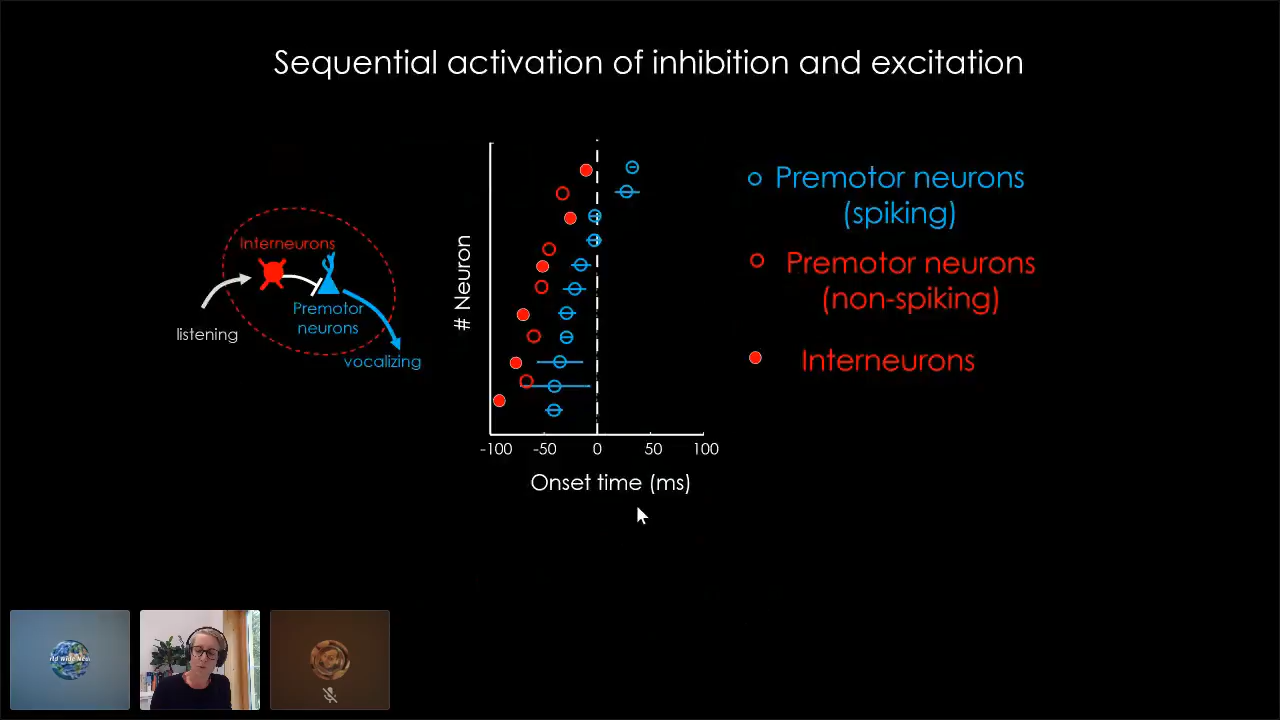 Sequential activation of inhibition and excitation
Interneurons
Premotor
neurons
listening
vocalizing
# Neuron
-100 -50 0 50 100
Onset time (ms)
Premotor neurons
(spiking)
Premotor neurons
(non-spiking)
Interneurons